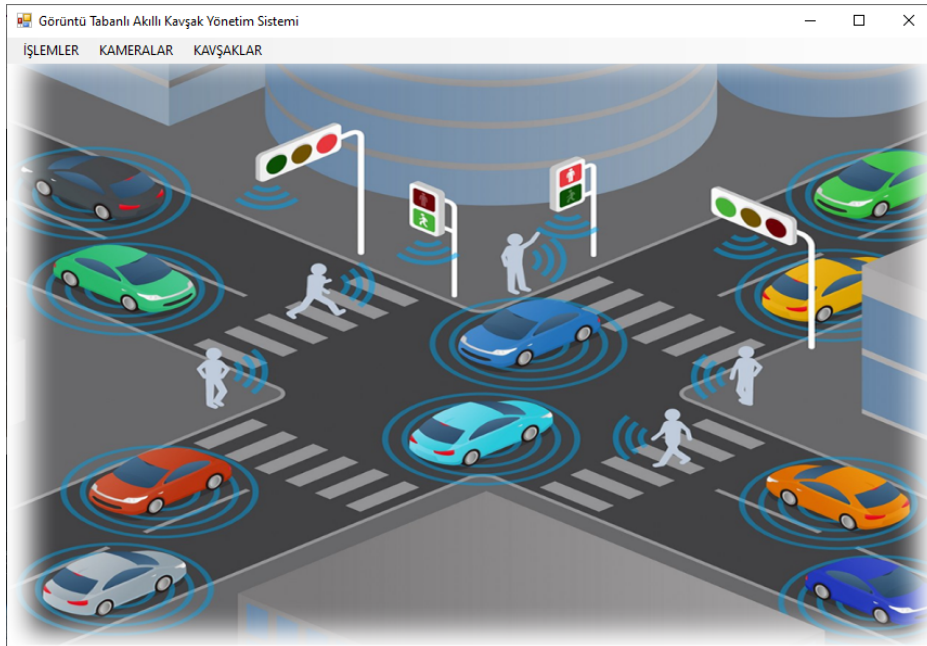 Görüntü Tabanlı Akıllı Kavşak Yönetim Sistemi
İŞLEMLER KAMERALAR KAVŞAKLAR